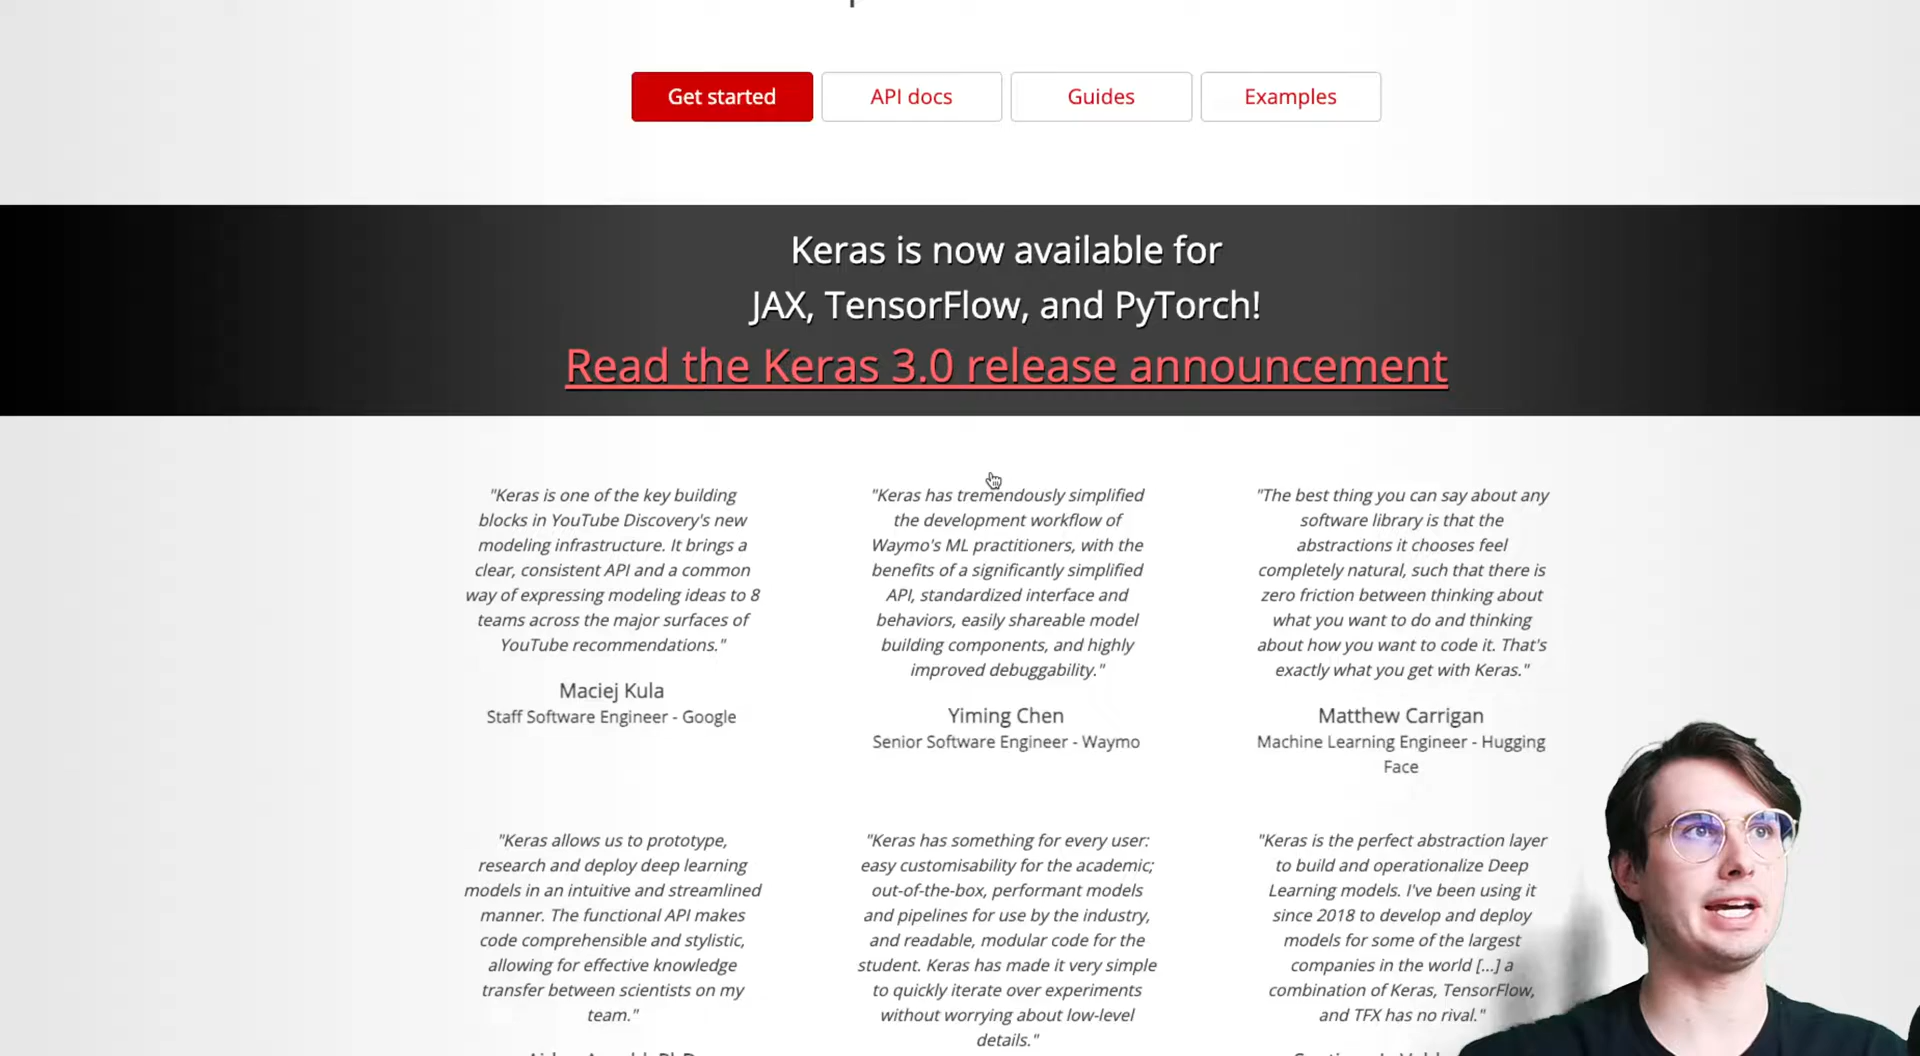 Get started
API docs
Guides
Examples
Keras is now available for
JAX, TensorFlow, and PyTorch!
Read the Keras 3.0 release announcement
"Keras is one of the key building
blocks in YouTube Discovery's new
modeling infrastructure. It brings a
clear, consistent API and a common
way of expressing modeling ideas to 8
teams across the major surfaces of
YouTube recommendations."
Maciej Kula
Staff Software Engineer - Google
"Keras has tremendously simplified
the development workflow of
Waymo's ML practitioners, with the
benefits of a significantly simplified
API, standardized interface and
behaviors, easily shareable model
building components, and highly
improved debuggability."
Yiming Chen
Senior Software Engineer - Waymo
"The best thing you can say about any
software library is that the
abstractions it chooses feel
completely natural, such that there is
zero friction between thinking about
what you want to do and thinking
about how you want to code it. That's
exactly what you get with Keras."
Matthew Carrigan
Machine Learning Engineer - Hugging
Face
"Keras allows us to prototype,
research and deploy deep learning
models in an intuitive and streamlined
manner. The functional API makes
code comprehensible and stylistic,
allowing for effective knowledge
transfer between scientists on my
team."
"Keras has something for every user:
easy customisability for the academic;
out-of-the-box, performant models
and pipelines for use by the industry,
and readable, modular code for the
student. Keras has made it very simple
to quickly iterate over experiments
without worrying about low-level
details."
"Keras is the perfect abstraction layer
to build and operationalize Deep
Learning models. I've been using it
since 2018 to develop and deploy
models for some of the largest
companies in the world [...] a
combination of Keras, TensorFlow,
and TFX has no rival."